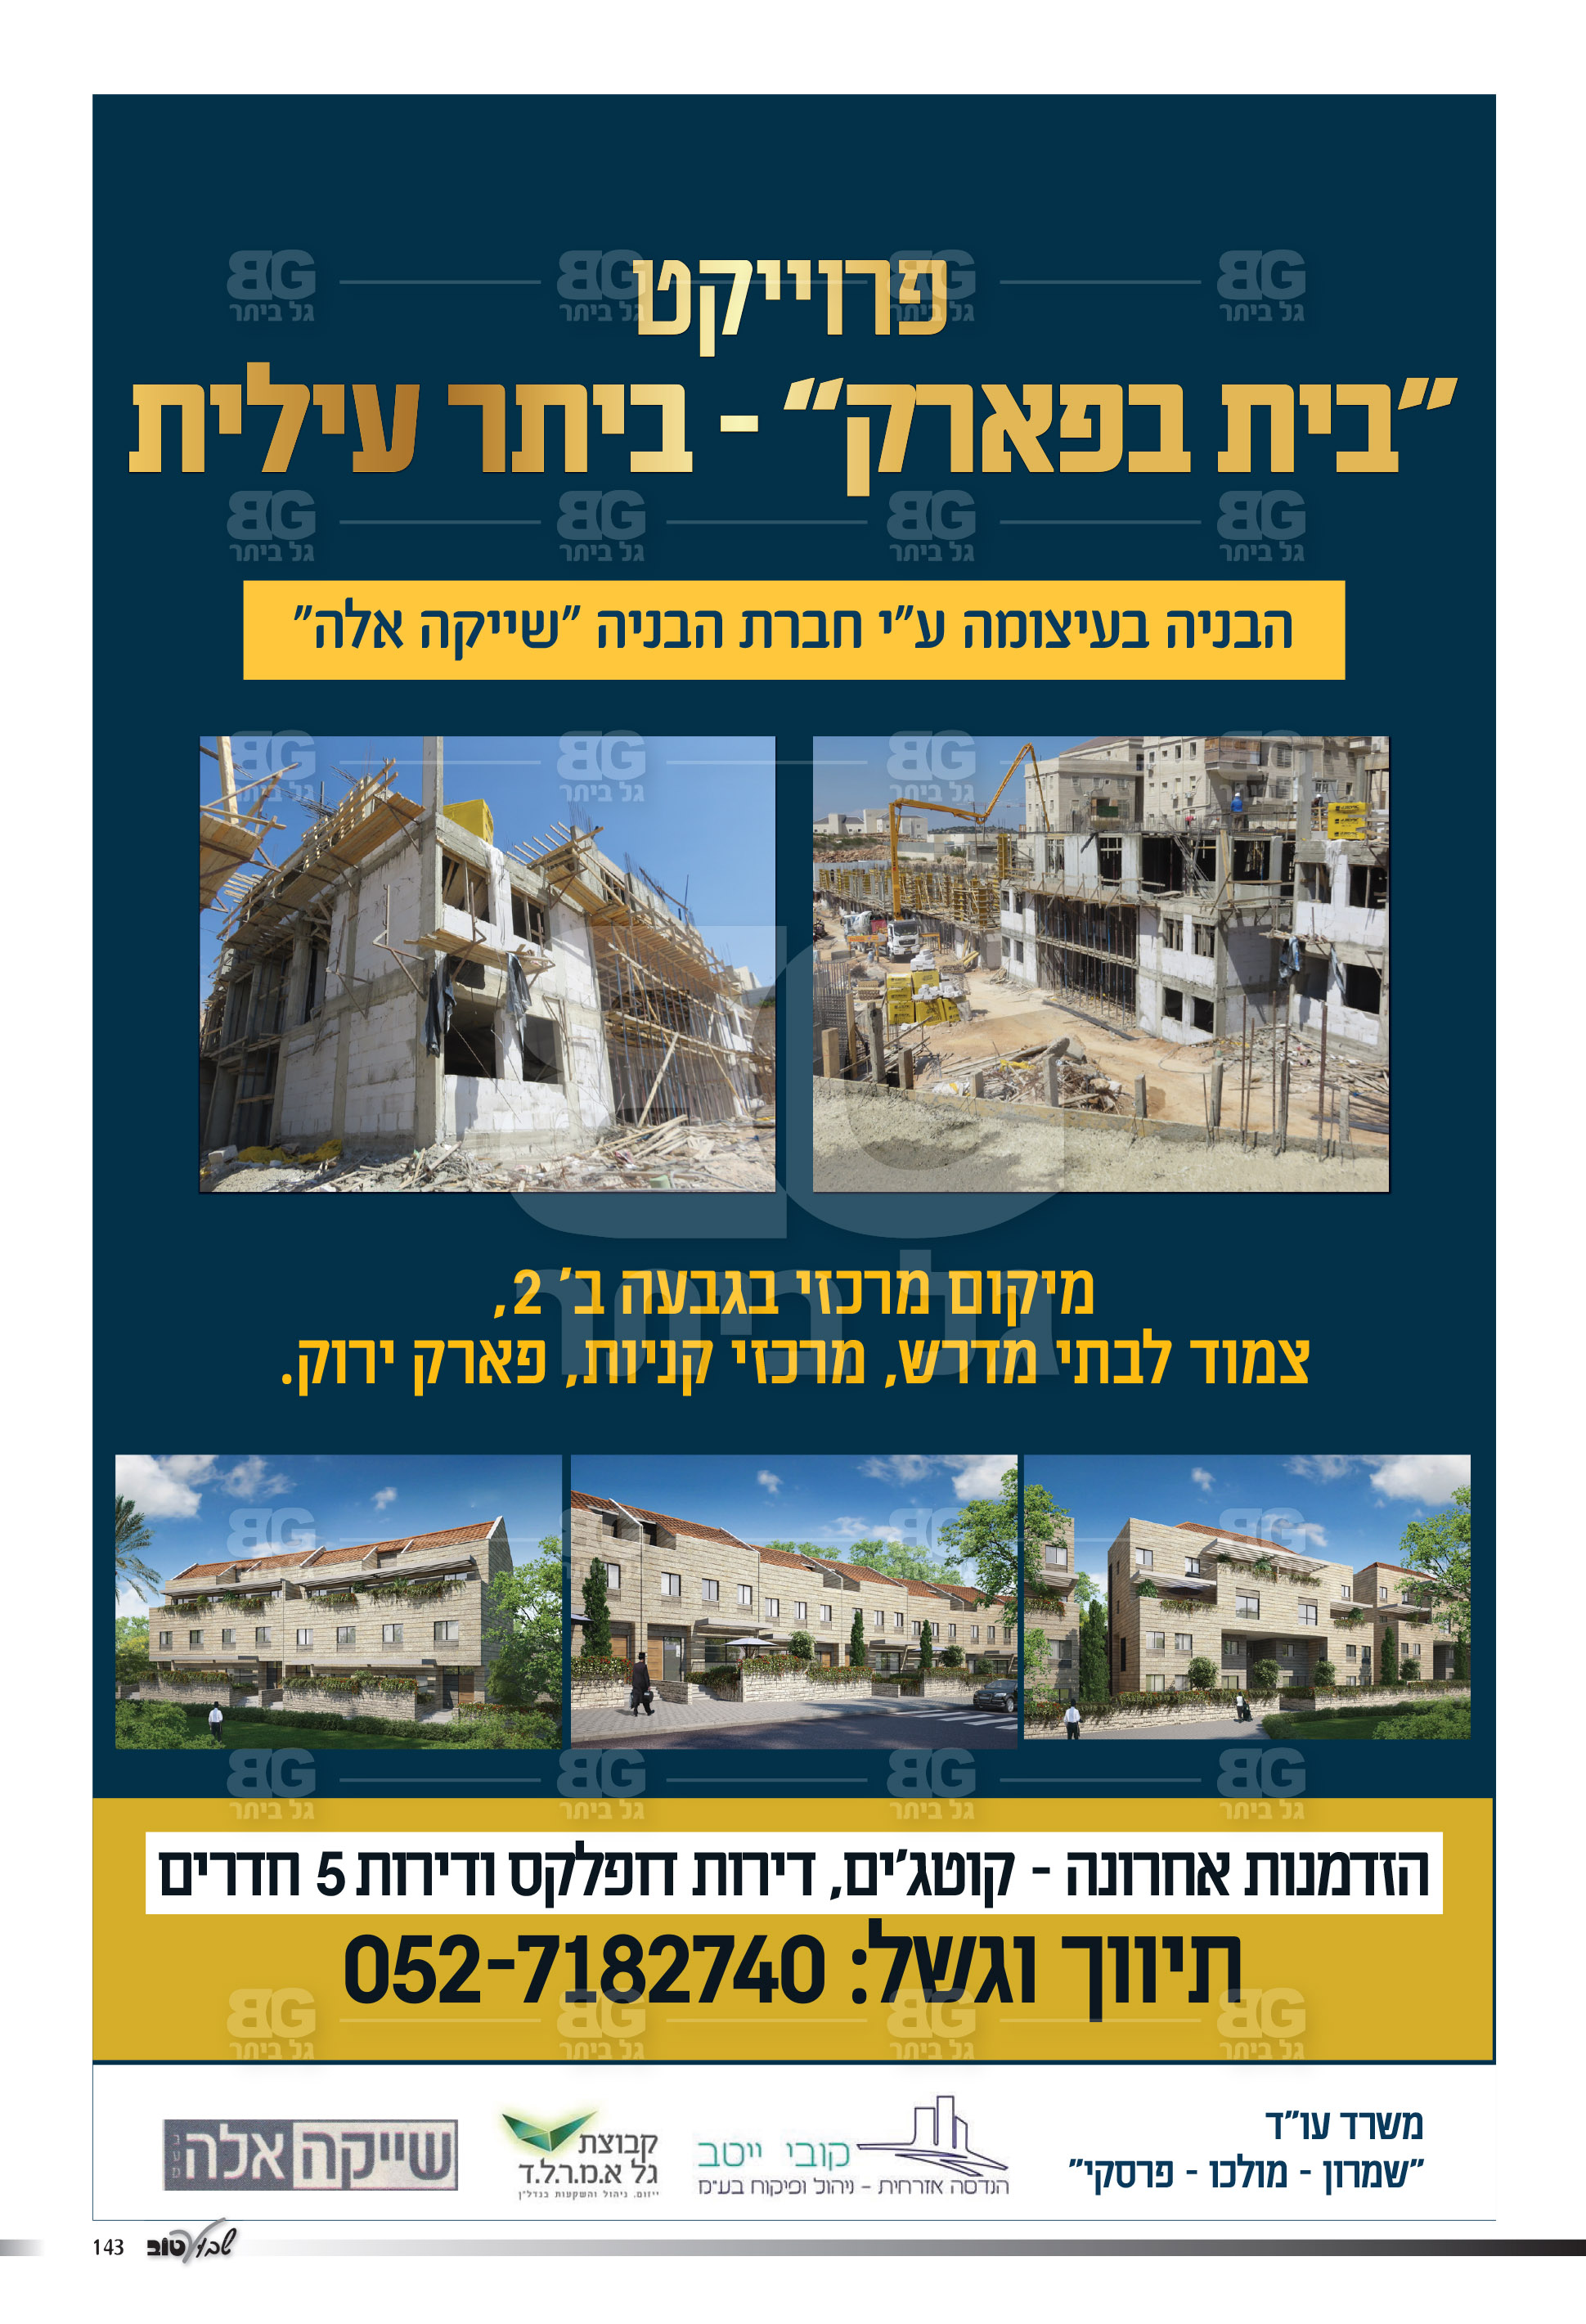 פרוייקט
"בית בפארק" - ביתר עילית
הבניה בעיצומה ע"י חברת הבניה "שייקה אלה"
מיקום מרכזי בגבעה ב' 2,
צמוד לבתי מדרש, מרכזי קניות, פארק ירוק.
הזדמנות אחרונה - קוטג'ים, דירות דופלקס ודירות 5 חדרים
תיווך וגשל: 052-7182740
משרד עו"ד
"שמרון - מולכו - פרסקי"
קובי ייטב
הנדסה אזרחית - ניהול ופיקוח בע"מ
קבוצת
גל א.מ.ר.ל.ד
ייזום, ניהול והשקעות בנדל"ן
שייקה אלה בע מ
BG
גל ביתר
שבוע טוב
143